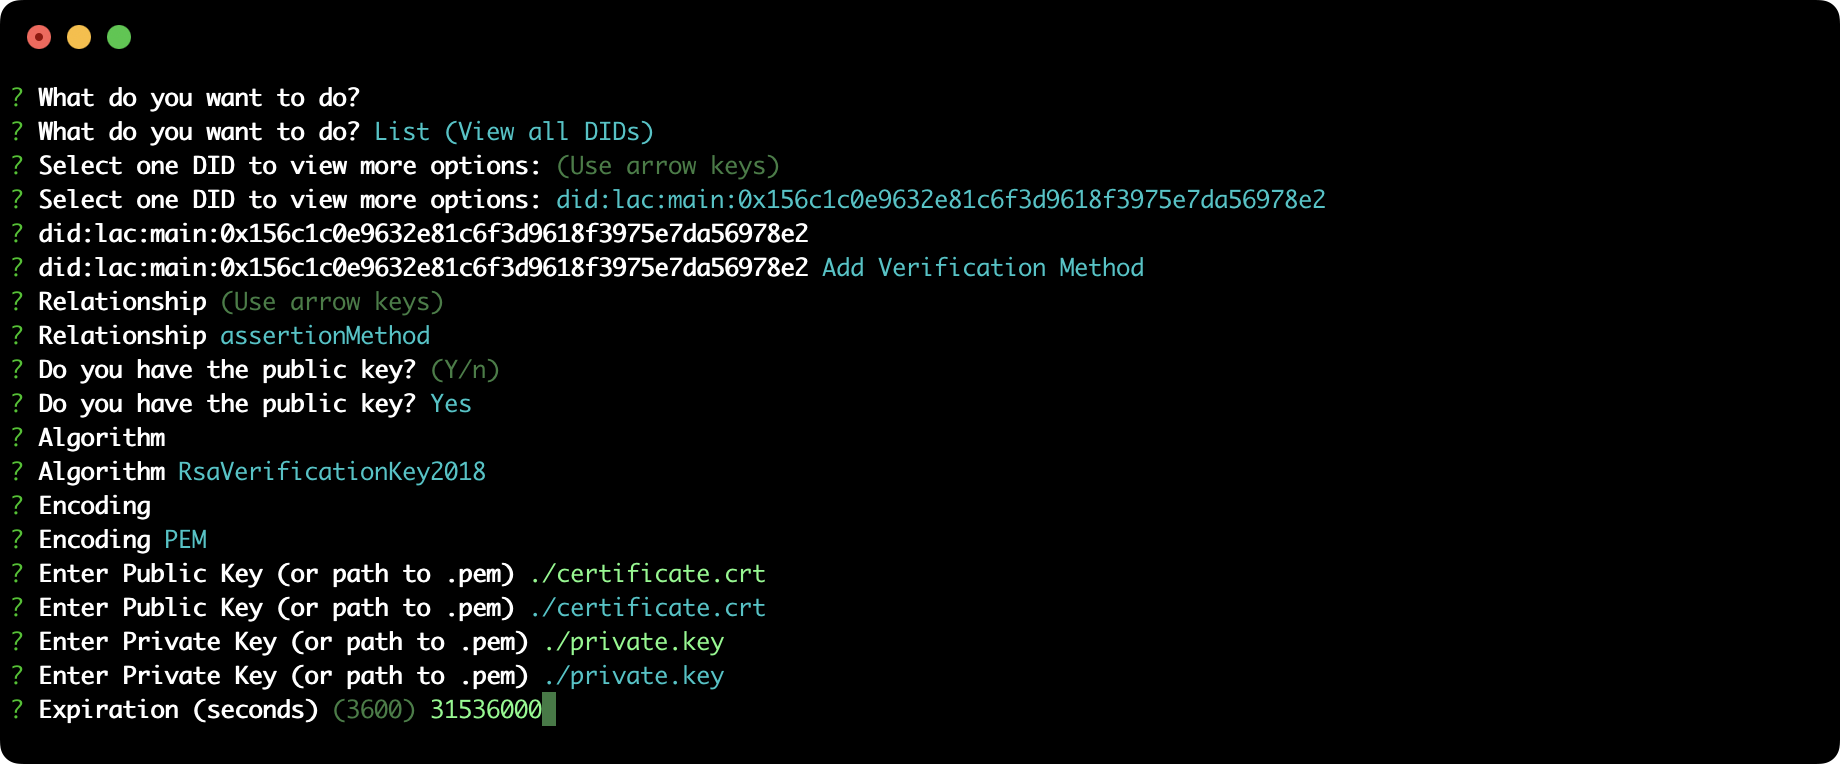 ? What do you want to do?
? What do you want to do? List (View all DIDs)
? Select one DID to view more options: (Use arrow keys)
? Select one DID to view more options: did:lac:main:0x156c1c0e9632e81c6f3d9618f3975e7da56978e2
? did:lac:main:0x156c1c0e9632e81c6f3d9618f3975e7da56978e2
? did:lac:main:0x156c1c0e9632e81c6f3d9618f3975e7da56978e2 Add Verification Method
? Relationship (Use arrow keys)
? Relationship assertionMethod
? Do you have the public key? (Y/n)
? Do you have the public key? Yes
? Algorithm
? Algorithm RsaVerificationKey2018
? Encoding
? Encoding PEM
? Enter Public Key (or path to .pem) ./certificate.crt
? Enter Public Key (or path to .pem) ./certificate.crt
? Enter Private Key (or path to .pem) ./private.key
? Enter Private Key (or path to .pem) ./private.key
? Expiration (seconds) (3600) 31536000